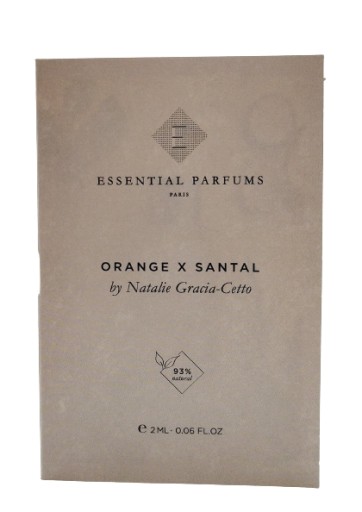 E
ESSENTIAL PARFUMS
PARIS
ORANGE X SANTAL
by Natalie Gracia-Cetto
93%
natural
e 2 ML - 0.06 FL.OZ